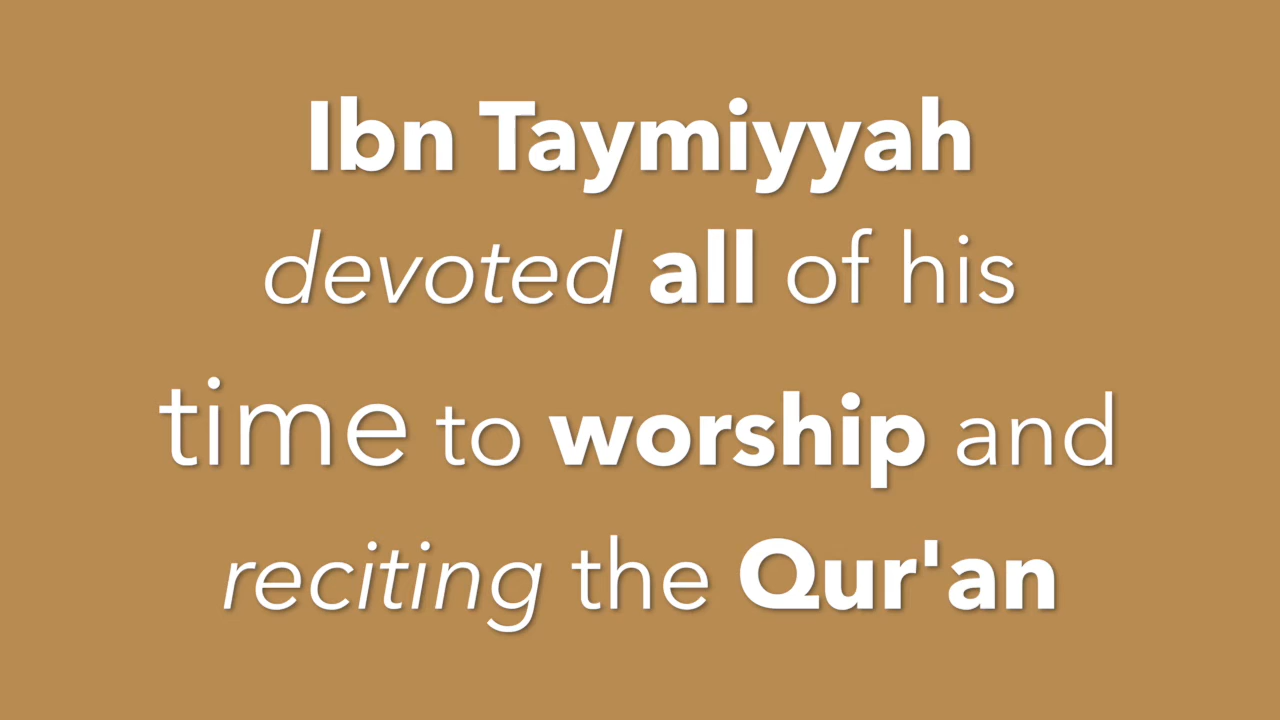 Ibn Taymiyyah
devoted all of his
time to worship and
reciting the Qur'an